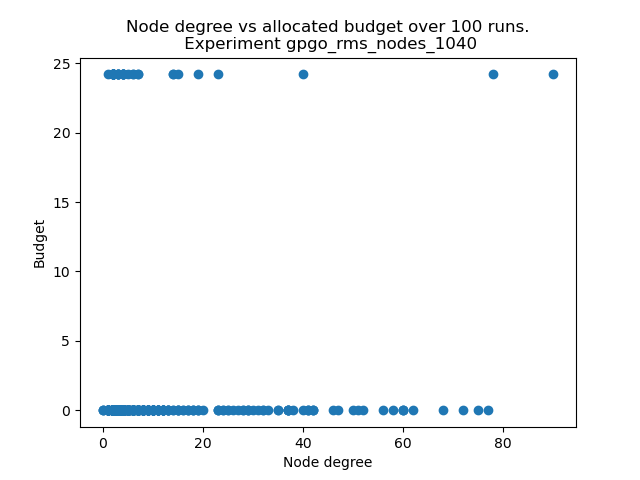 Node degree vs allocated budget over 100 runs.
Experiment gpgo_rms_nodes_1040
25
20
15
10
5
0
Budget
0 20 40 60 80
Node degree